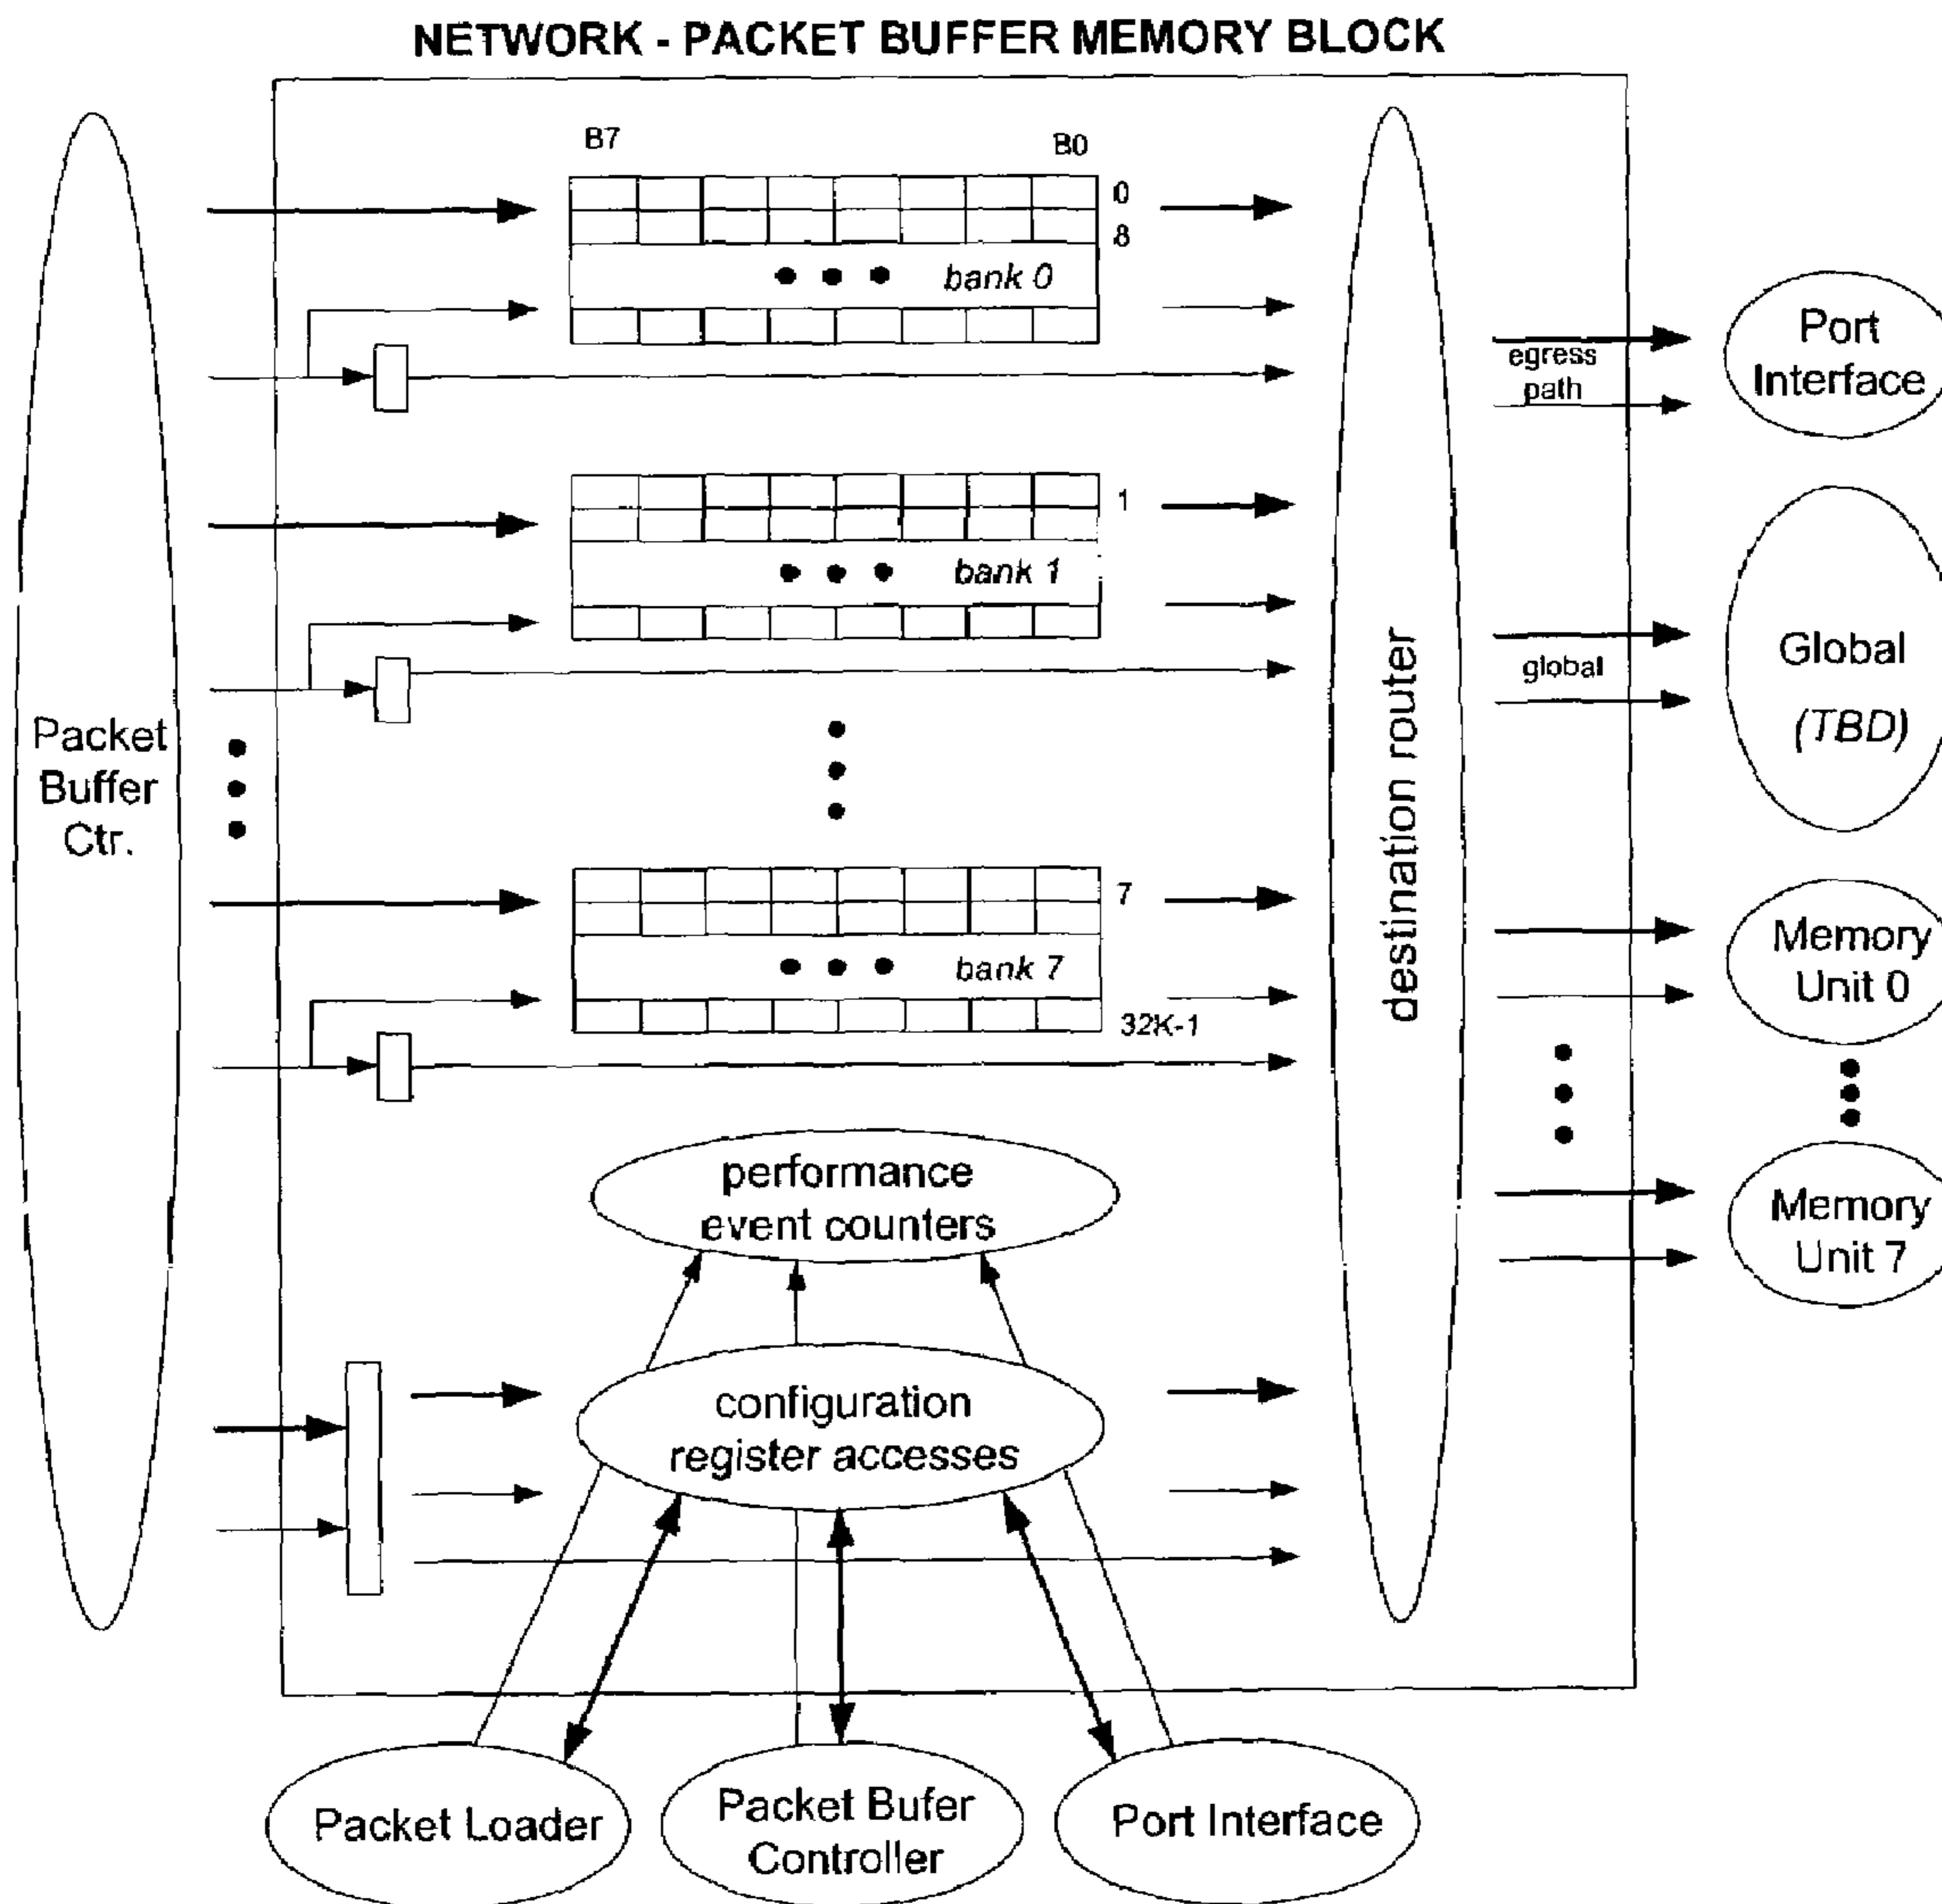 NETWORK - PACKET BUFFER MEMORY BLOCK
B7
B0
0
8
bank 0
egress
path
Port
Interface
1
bank 1
global
Global
(TBD)
Packet
Buffer
Ctr.
destination router
7
bank 7
32K-1
Memory
Unit 0
performance
event counters
Memory
Unit 7
configuration
register accesses
Packet Loader
Packet Bufer
Controller
Port Interface